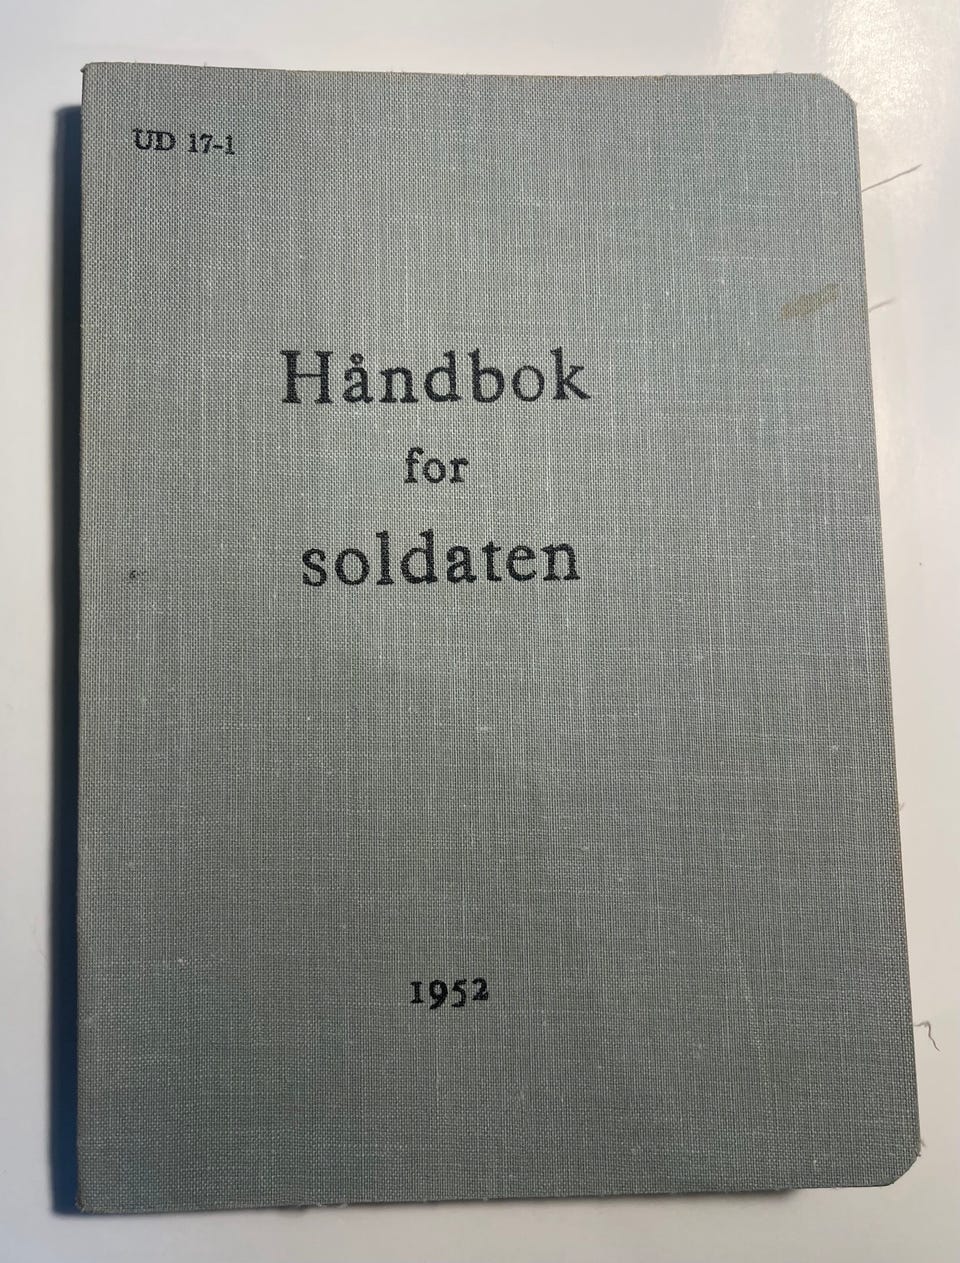 UD 17-1
Håndbok
for
soldaten
1952